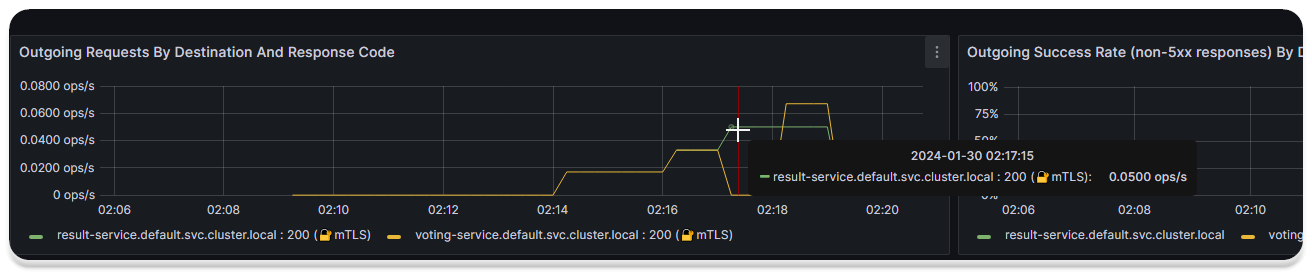 Outgoing Requests By Destination And Response Code
0.0800 ops/s
0.0600 ops/s
0.0400 ops/s
0.0200 ops/s
0 ops/s
02:06 02:08 02:10 02:12 02:14 02:16 02:18 02:20
result-service.default.svc.cluster.local : 200 (🔐 mTLS) voting-service.default.svc.cluster.local : 200 (🔐 mTLS)
2024-01-30 02:17:15
result-service.default.svc.cluster.local : 200 (🔐 mTLS): 0.0500 ops/s
Outgoing Success Rate (non-5xx responses) By D
100%
75%
50%
0%
02:06 02:08 02:10
result-service.default.svc.cluster.local voting